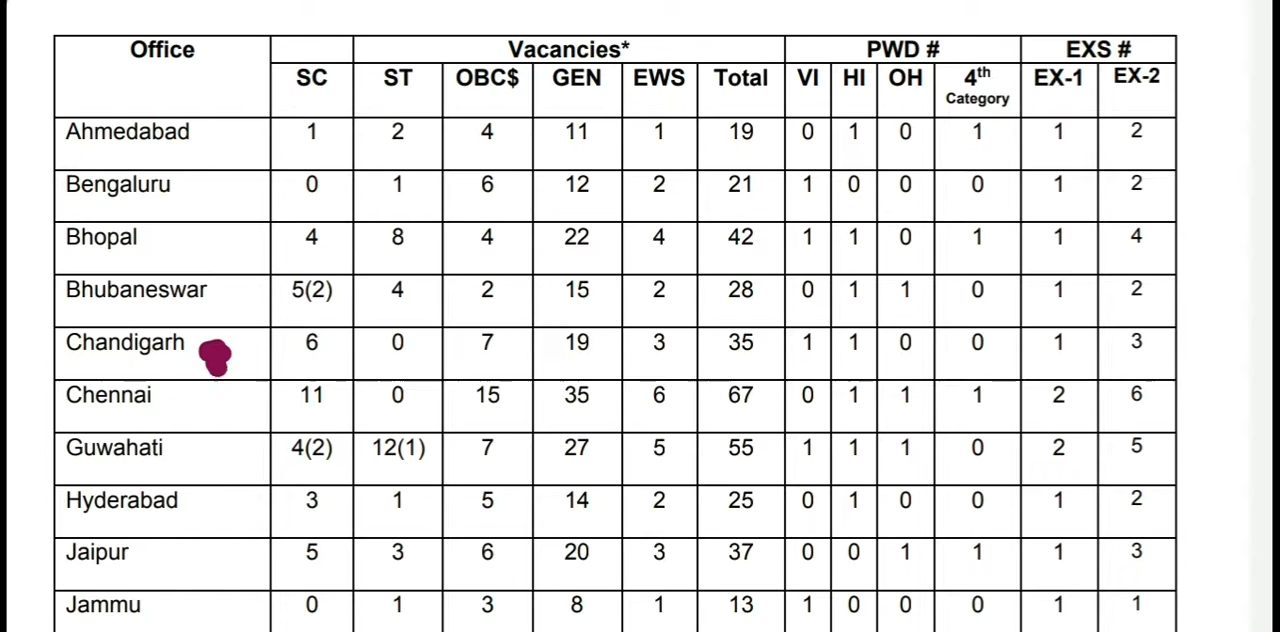 Office Vacancies* PWD # EXS #
SC ST OBC$ GEN EWS Total VI HI OH 4th Category EX-1 EX-2
Ahmedabad 1 2 4 11 1 19 0 1 0 1 1 2
Bengaluru 0 1 6 12 2 21 1 0 0 0 1 2
Bhopal 4 8 4 22 4 42 1 1 0 1 1 4
Bhubaneswar 5(2) 4 2 15 2 28 0 1 1 0 1 2
Chandigarh 6 0 7 19 3 35 1 1 0 0 1 3
Chennai 11 0 15 35 6 67 0 1 1 1 2 6
Guwahati 4(2) 12(1) 7 27 5 55 1 1 1 0 2 5
Hyderabad 3 1 5 14 2 25 0 1 0 0 1 2
Jaipur 5 3 6 20 3 37 0 0 1 1 1 3
Jammu 0 1 3 8 1 13 1 0 0 0 1 1